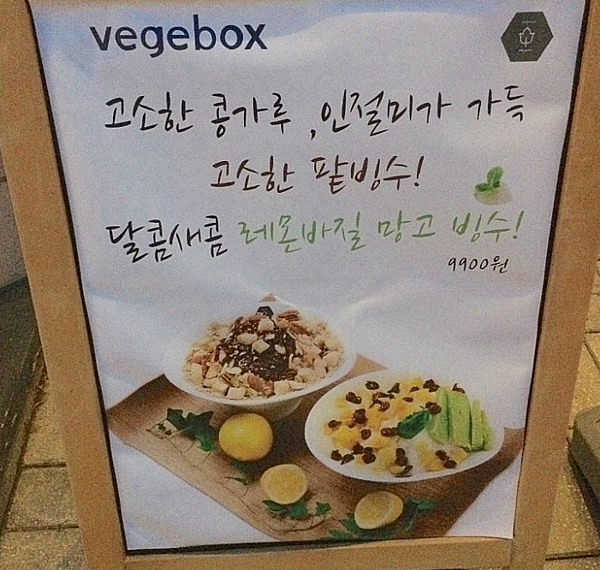 vegebox
고소한 콩가루, 인절미가 가득
고소한 팥빙수!
달콤새콤 레몬바질 망고 빙수!
9900원